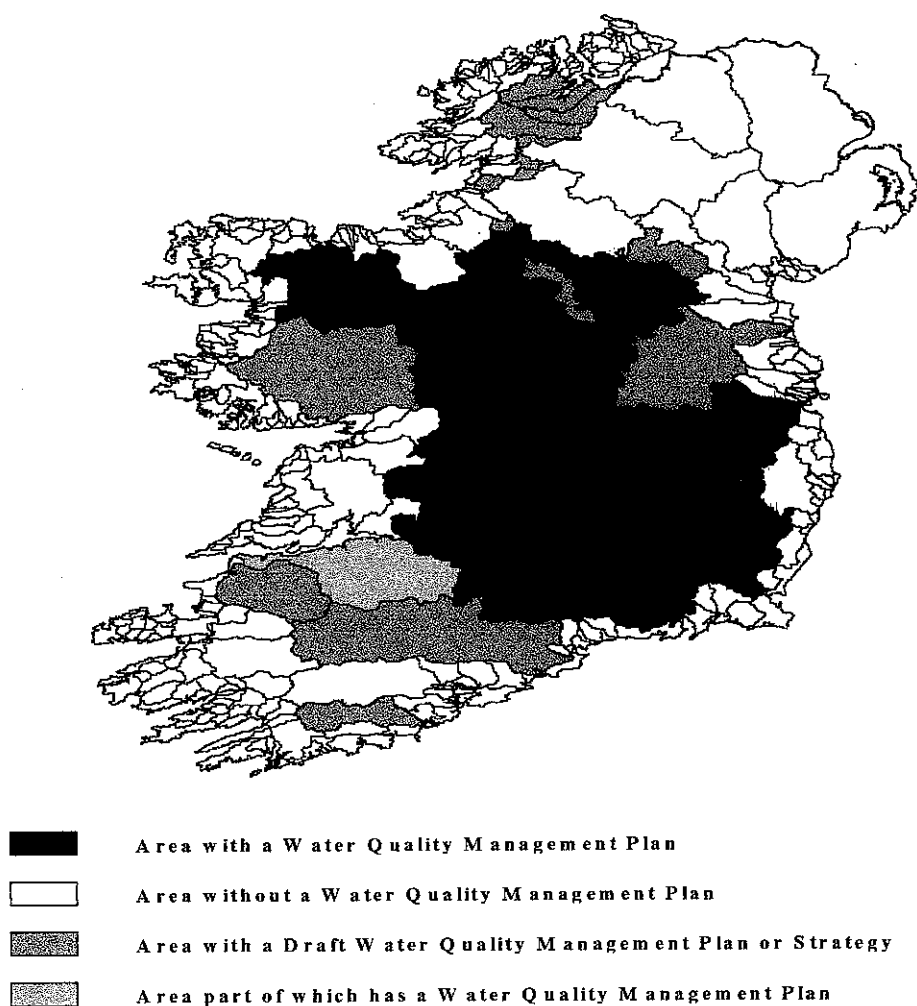 Area with a Water Quality Management Plan
Area without a Water Quality Management Plan
Area with a Draft Water Quality Management Plan or Strategy
Area part of which has a Water Quality Management Plan